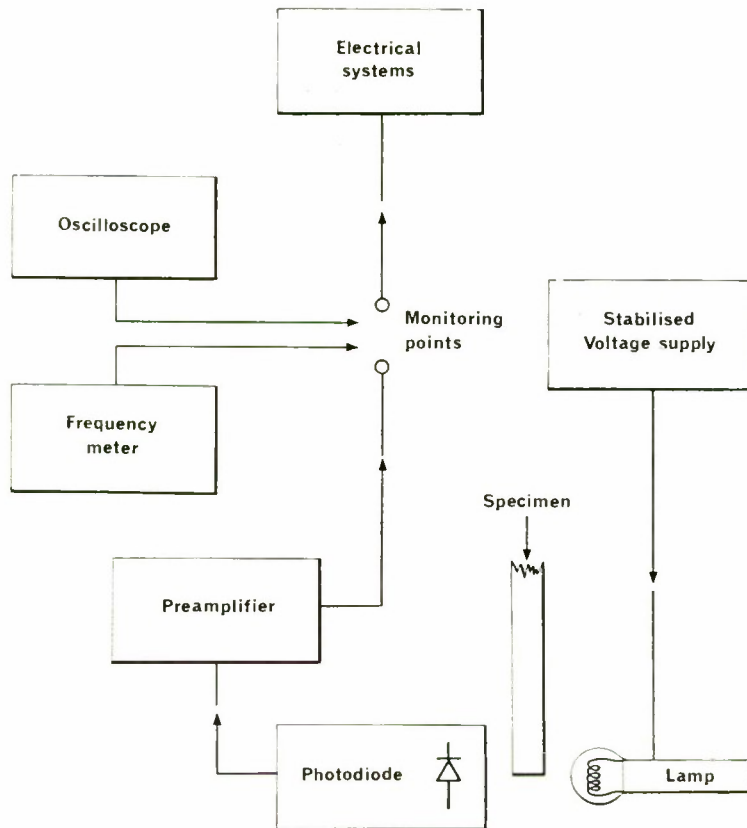 Electrical
systems
Oscilloscope
Monitoring
points
Stabilised
Voltage supply
Frequency
meter
Specimen
Preamplifier
Photodiode
Lamp